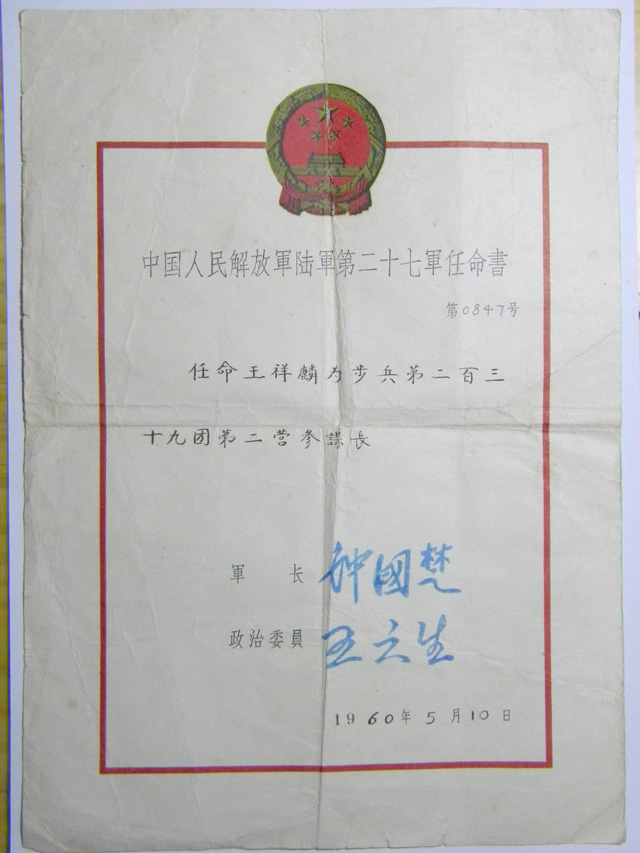 中国人民解放軍陆軍第二十七軍任命書
第0847号
任命王祥麟为步兵第二百三
十九团第二营参謀長
軍 长 钟國楚
政治委員 王六生
1960年5月10日